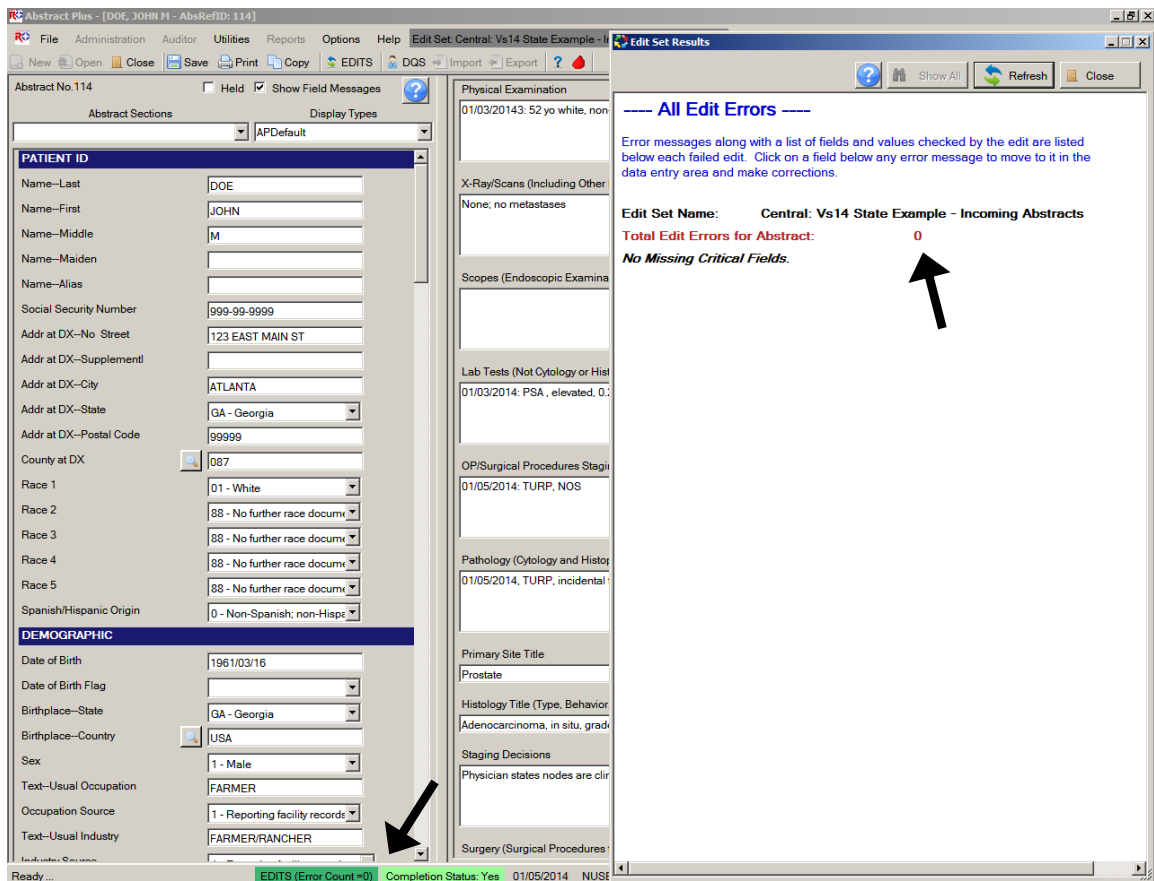 Abstract Plus - [DOE, JOHN M - AbsRefID: 114]
File Administration Auditor Utilities Reports Options Help Edit Set: Central: Vs14 State Example - 
New Open Close Save Print Copy EDITS DQS Import Export ?
Abstract No.114 Held Show Field Messages ?
Abstract Sections Display Types
APDefault
PATIENT ID
Name--Last DOE
Name--First JOHN
Name--Middle M
Name--Maiden
Name--Alias
Social Security Number 999-99-9999
Addr at DX--No Street 123 EAST MAIN ST
Addr at DX--Supplementl
Addr at DX--City ATLANTA
Addr at DX--State GA - Georgia
Addr at DX--Postal Code 99999
County at DX 087
Race 1 01 - White
Race 2 88 - No further race docume
Race 3 88 - No further race docume
Race 4 88 - No further race docume
Race 5 88 - No further race docume
Spanish/Hispanic Origin 0 - Non-Spanish; non-Hispa
DEMOGRAPHIC
Date of Birth 1961/03/16
Date of Birth Flag
Birthplace--State GA - Georgia
Birthplace--Country USA
Sex 1 - Male
Text--Usual Occupation FARMER
Occupation Source 1 - Reporting facility records
Text--Usual Industry FARMER/RANCHER
Industry Source
Physical Examination
01/03/20143: 52 yo white, non-
X-Ray/Scans (Including Other
None; no metastases
Scopes (Endoscopic Examina
Lab Tests (Not Cytology or Hist
01/03/2014: PSA , elevated, 0.
OP/Surgical Procedures Stagi
01/05/2014: TURP, NOS
Pathology (Cytology and Histop
01/05/2014, TURP, incidental
Primary Site Title
Prostate
Histology Title (Type, Behavior
Adenocarcinoma, in situ, grade
Staging Decisions
Physician states nodes are clin
Surgery (Surgical Procedures
Ready ... EDITS (Error Count =0) Completion Status: Yes 01/05/2014 NUSE
Edit Set Results
? Show All Refresh Close
---- All Edit Errors ----
Error messages along with a list of fields and values checked by the edit are listed
below each failed edit. Click on a field below any error message to move to it in the
data entry area and make corrections.
Edit Set Name: Central: Vs14 State Example - Incoming Abstracts
Total Edit Errors for Abstract: 0
No Missing Critical Fields.